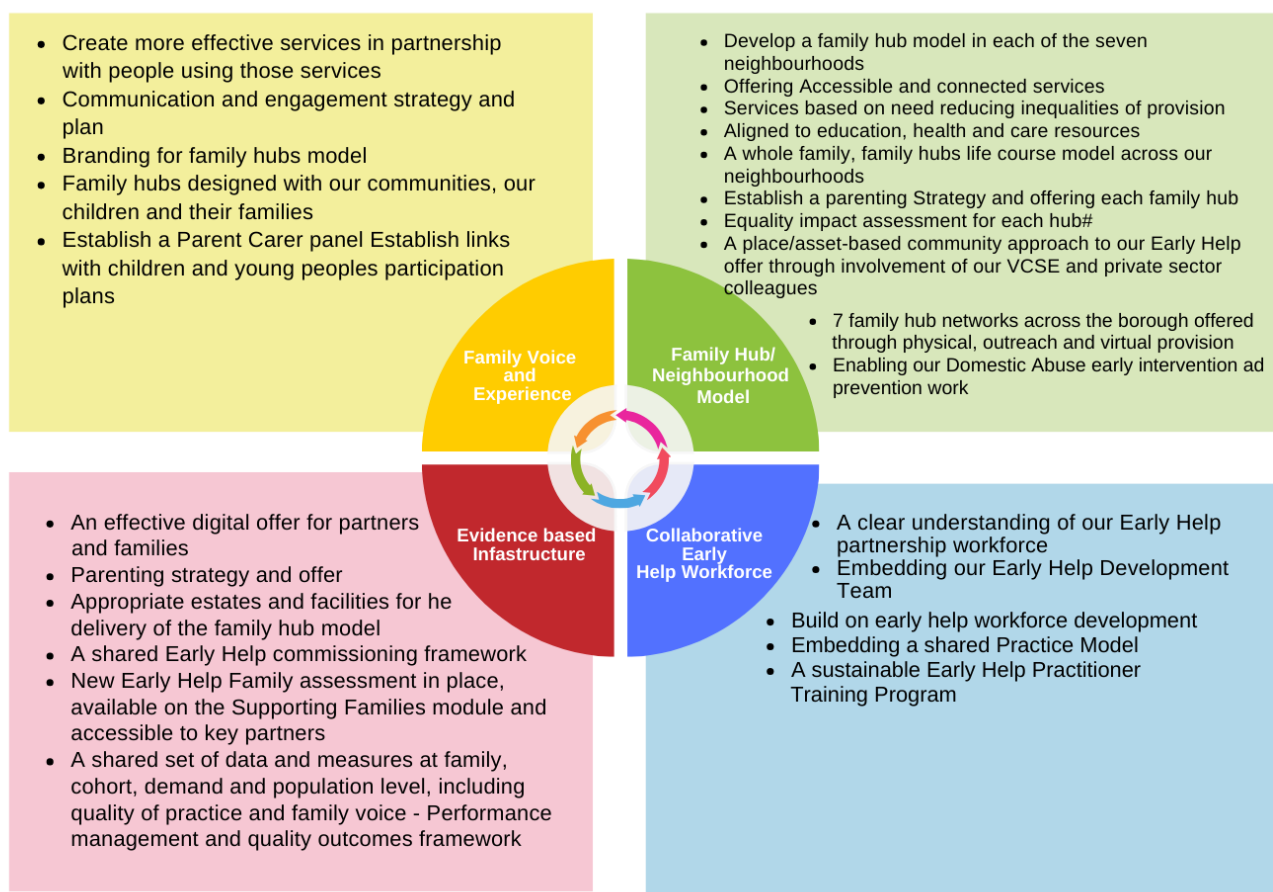 • Create more effective services in partnership
with people using those services
• Communication and engagement strategy and
plan
• Branding for family hubs model
• Family hubs designed with our communities, our
children and their families
• Establish a Parent Carer panel Establish links
with children and young peoples participation
plans
• Develop a family hub model in each of the seven
neighbourhoods
• Offering Accessible and connected services
• Services based on need reducing inequalities of provision
• Aligned to education, health and care resources
• A whole family, family hubs life course model across our
neighbourhoods
• Establish a parenting Strategy and offering each family hub
• Equality impact assessment for each hub#
• A place/asset-based community approach to our Early Help
offer through involvement of our VCSE and private sector
colleagues
• 7 family hub networks across the borough offered
through physical, outreach and virtual provision
• Enabling our Domestic Abuse early intervention ad
prevention work
Family Voice
and
Experience
Family Hub/
Neighbourhood
Model
Evidence based
Infastructure
Collaborative
Early
Help Workforce
• An effective digital offer for partners
and families
• Parenting strategy and offer
• Appropriate estates and facilities for he
delivery of the family hub model
• A shared Early Help commissioning framework
• New Early Help Family assessment in place,
available on the Supporting Families module and
accessible to key partners
• A shared set of data and measures at family,
cohort, demand and population level, including
quality of practice and family voice - Performance
management and quality outcomes framework
• A clear understanding of our Early Help
partnership workforce
• Embedding our Early Help Development
Team
• Build on early help workforce development
• Embedding a shared Practice Model
• A sustainable Early Help Practitioner
Training Program